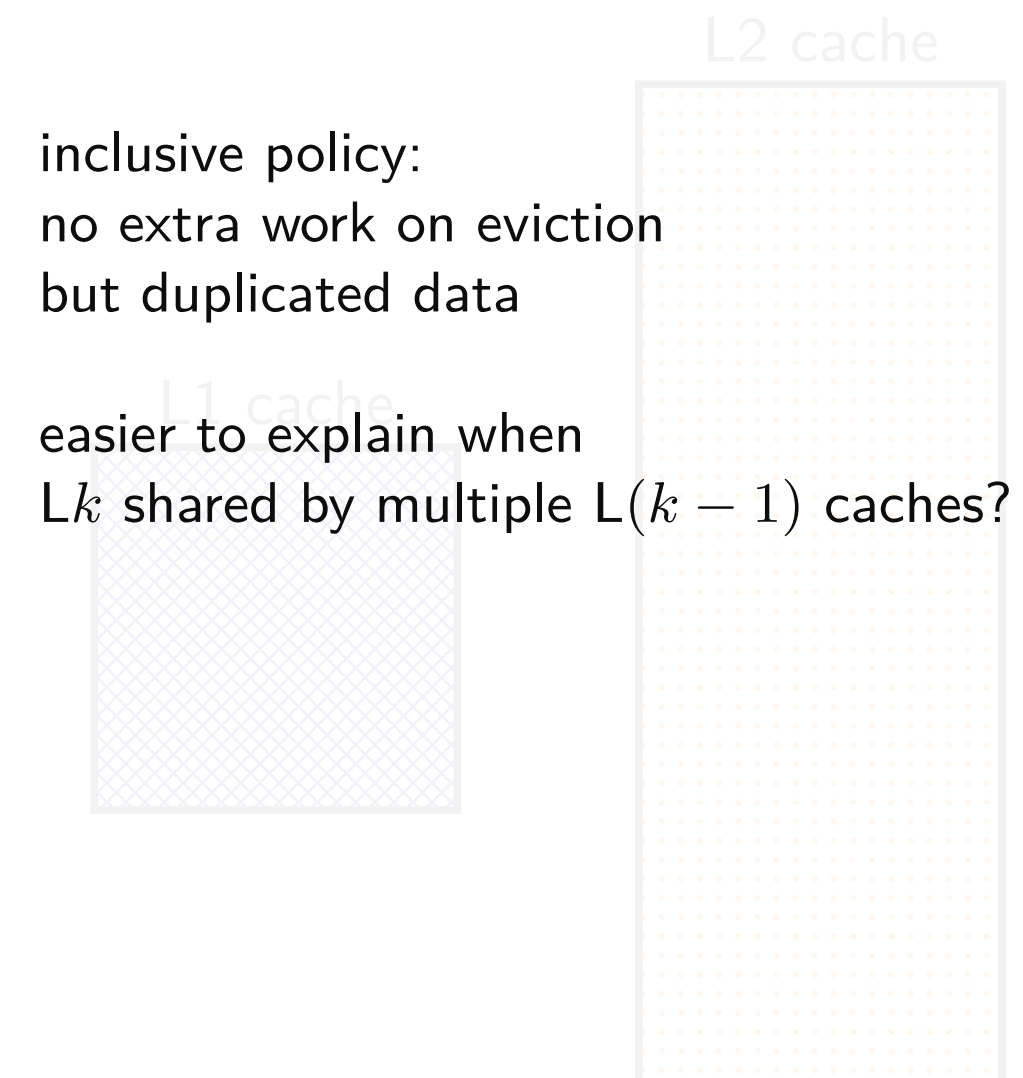 L2 cache
inclusive policy:
no extra work on eviction
but duplicated data
L1 cache
easier to explain when
Lk shared by multiple L(k − 1) caches?